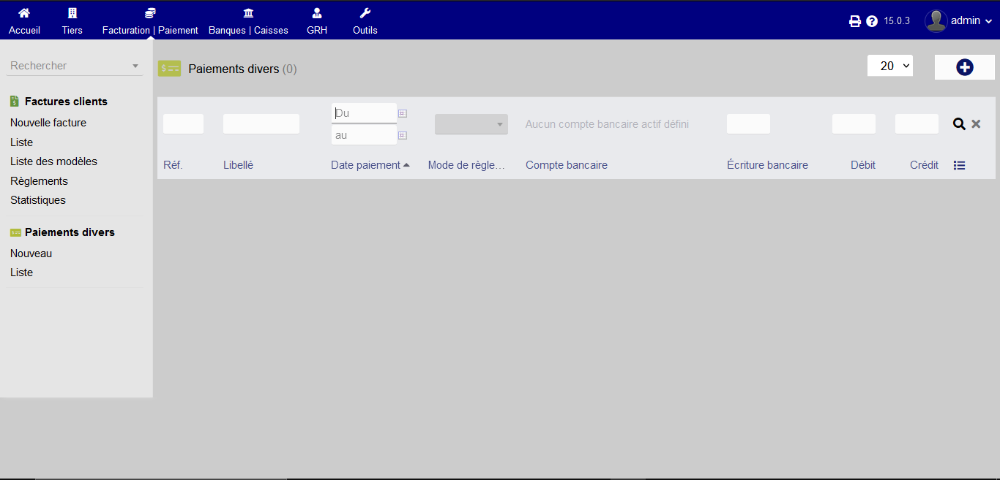 Accueil Tiers Facturation | Paiement Banques | Caisses GRH Outils 15.0.3 admin
Rechercher
Factures clients
Nouvelle facture
Liste
Liste des modèles
Règlements
Statistiques
Paiements divers
Nouveau
Liste
Paiements divers (0) 20
Du
au
Aucun compte bancaire actif défini
Réf. Libellé Date paiement Mode de règle... Compte bancaire Écriture bancaire Débit Crédit